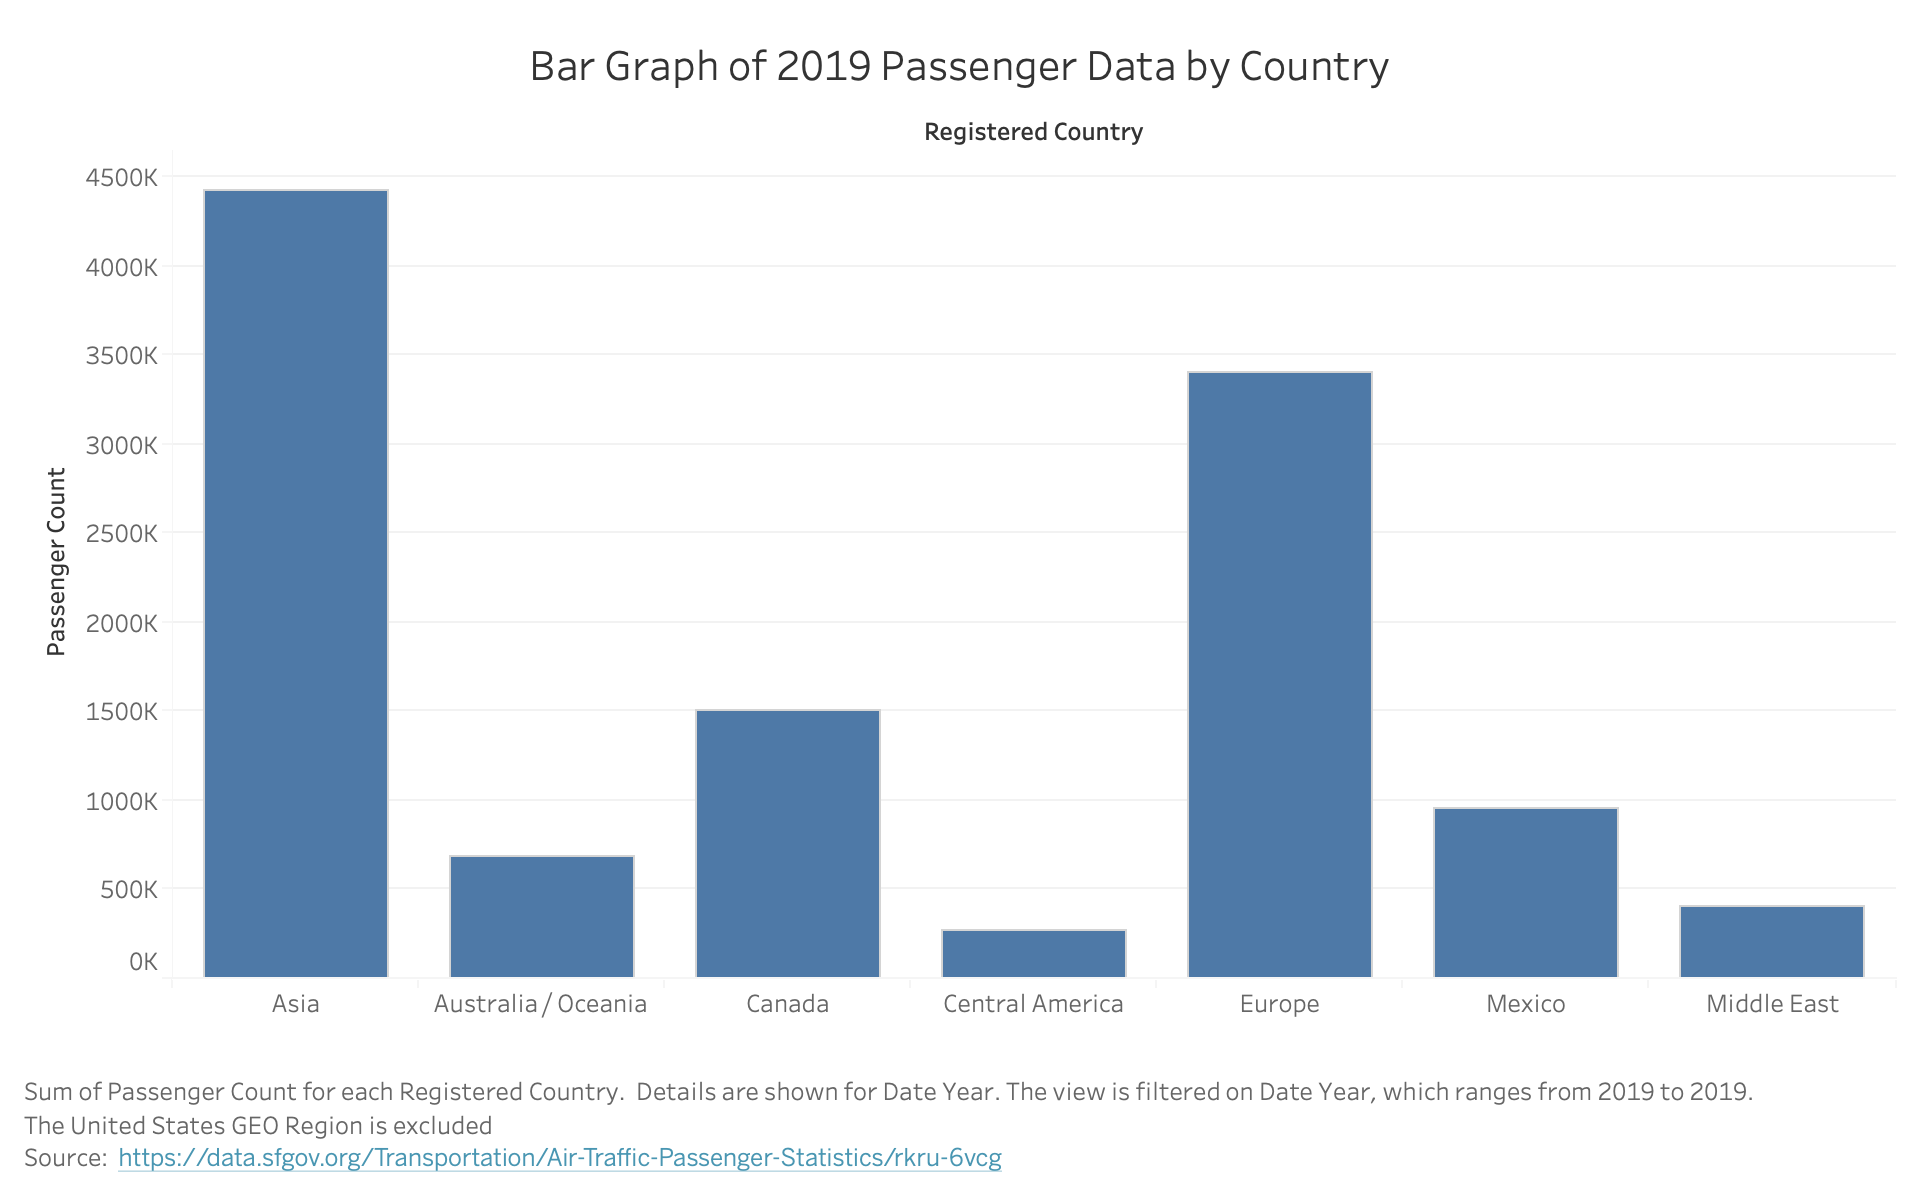 Bar Graph of 2019 Passenger Data by Country
Registered Country
4500K
4000K
3500K
3000K
2500K
2000K
1500K
1000K
500K
0K
Passenger Count
Asia
Australia / Oceania
Canada
Central America
Europe
Mexico
Middle East
Sum of Passenger Count for each Registered Country.  Details are shown for Date Year. The view is filtered on Date Year, which ranges from 2019 to 2019.
The United States GEO Region is excluded
Source:  https://data.sfgov.org/Transportation/Air-Traffic-Passenger-Statistics/rkru-6vcg